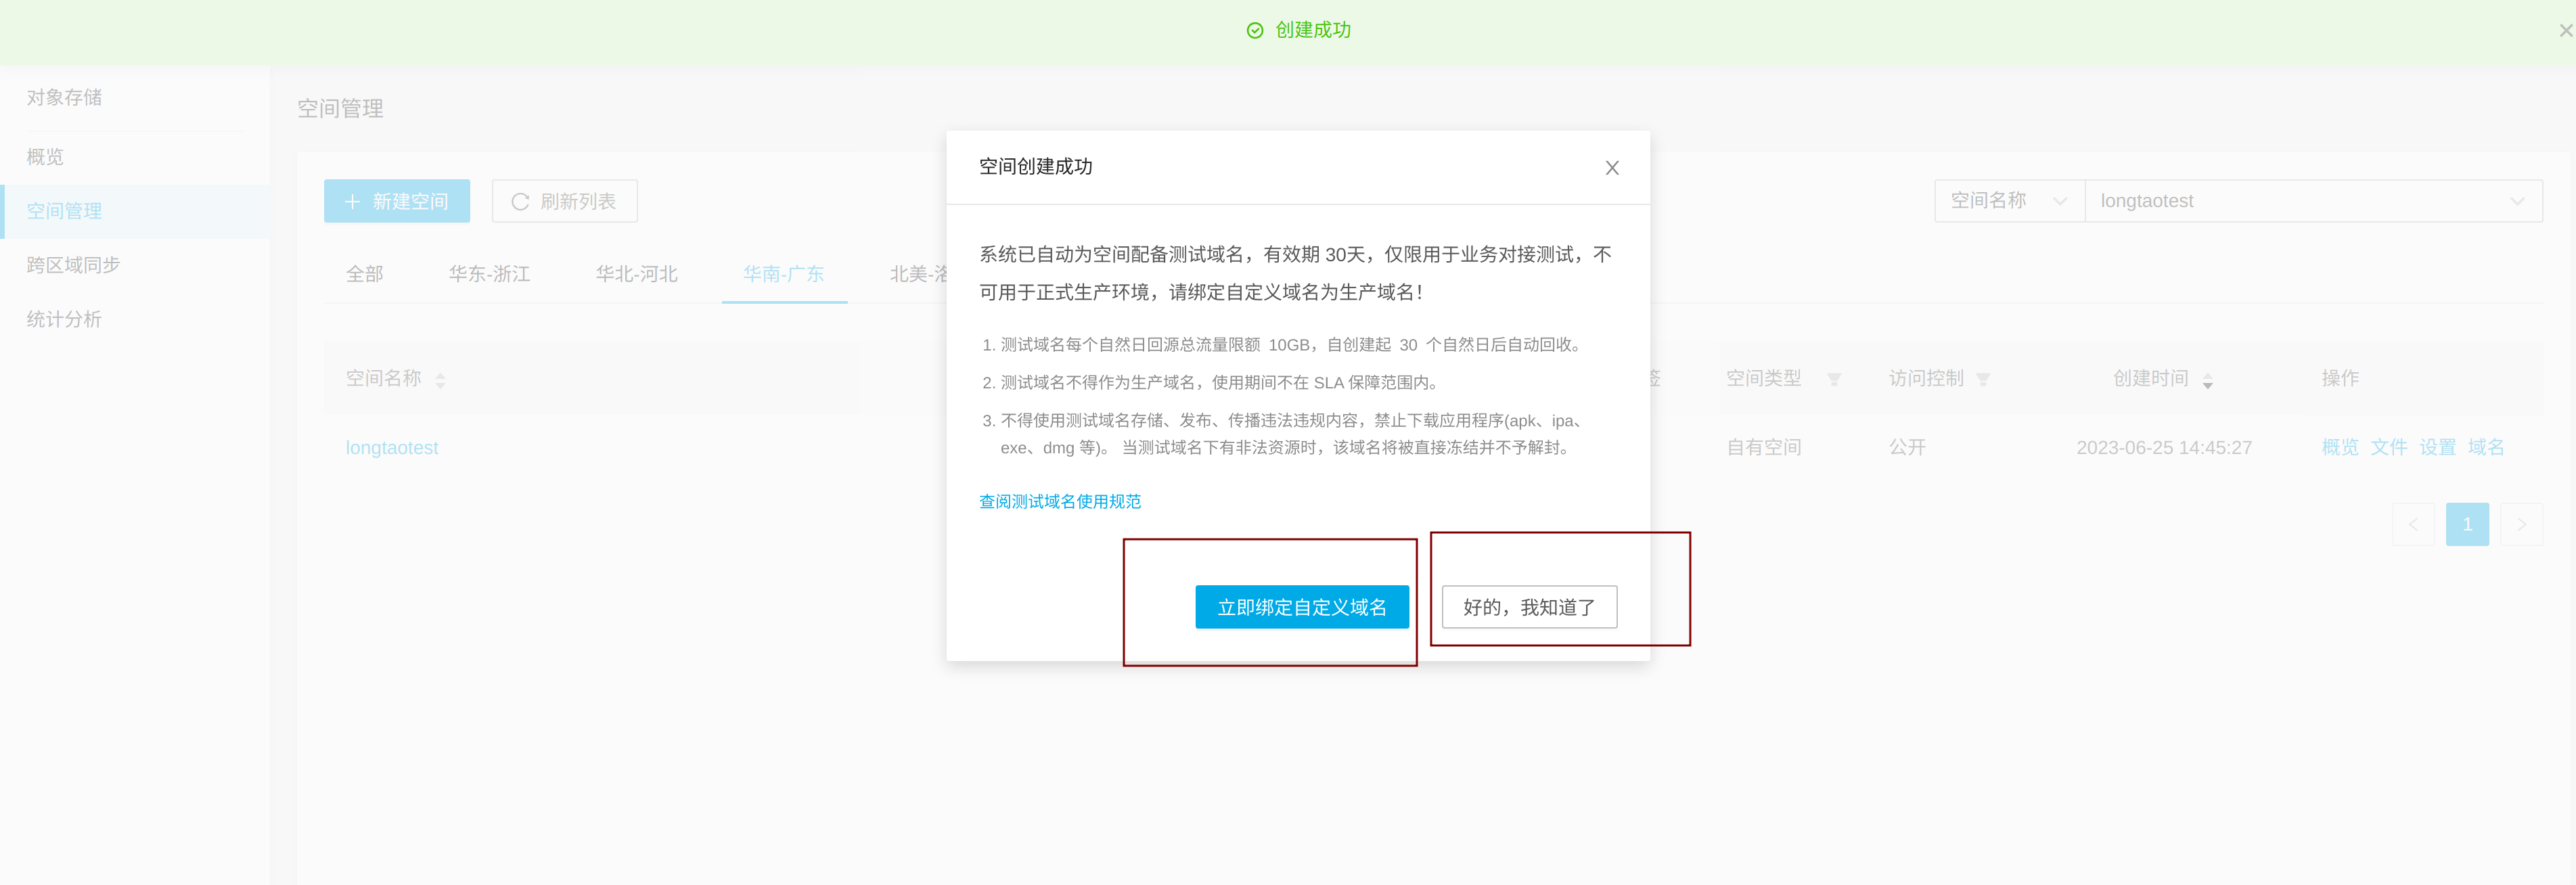 创建成功
对象存储
概览
空间管理
跨区域同步
统计分析
空间管理
新建空间 刷新列表
空间名称 longtaotest
全部 华东-浙江 华北-河北 华南-广东 北美-洛
空间名称 签 空间类型 访问控制 创建时间 操作
longtaotest 自有空间 公开 2023-06-25 14:45:27 概览 文件 设置 域名
1
空间创建成功
系统已自动为空间配备测试域名，有效期 30天，仅限用于业务对接测试，不
可用于正式生产环境，请绑定自定义域名为生产域名！
1. 测试域名每个自然日回源总流量限额 10GB，自创建起 30 个自然日后自动回收。
2. 测试域名不得作为生产域名，使用期间不在 SLA 保障范围内。
3. 不得使用测试域名存储、发布、传播违法违规内容，禁止下载应用程序(apk、ipa、
exe、dmg 等)。 当测试域名下有非法资源时，该域名将被直接冻结并不予解封。
查阅测试域名使用规范
立即绑定自定义域名 好的，我知道了